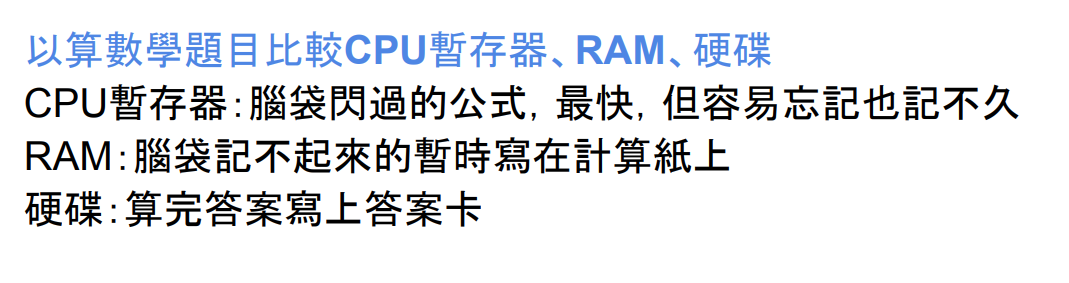 以算數學題目比較CPU暫存器、RAM、硬碟
CPU暫存器：腦袋閃過的公式，最快，但容易忘記也記不久
RAM：腦袋記不起來的暫時寫在計算紙上
硬碟：算完答案寫上答案卡